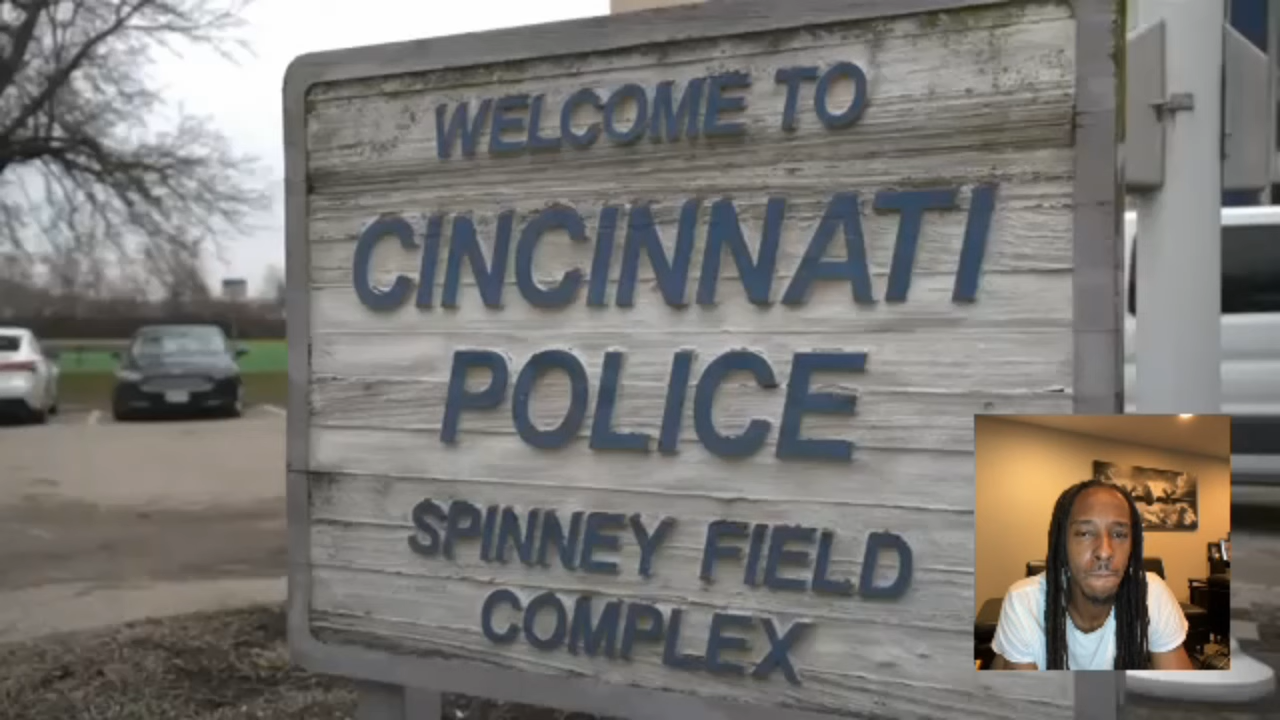 WELCOME TO
CINCINNATI
POLICE
SPINNEY FIELD
COMPLEX